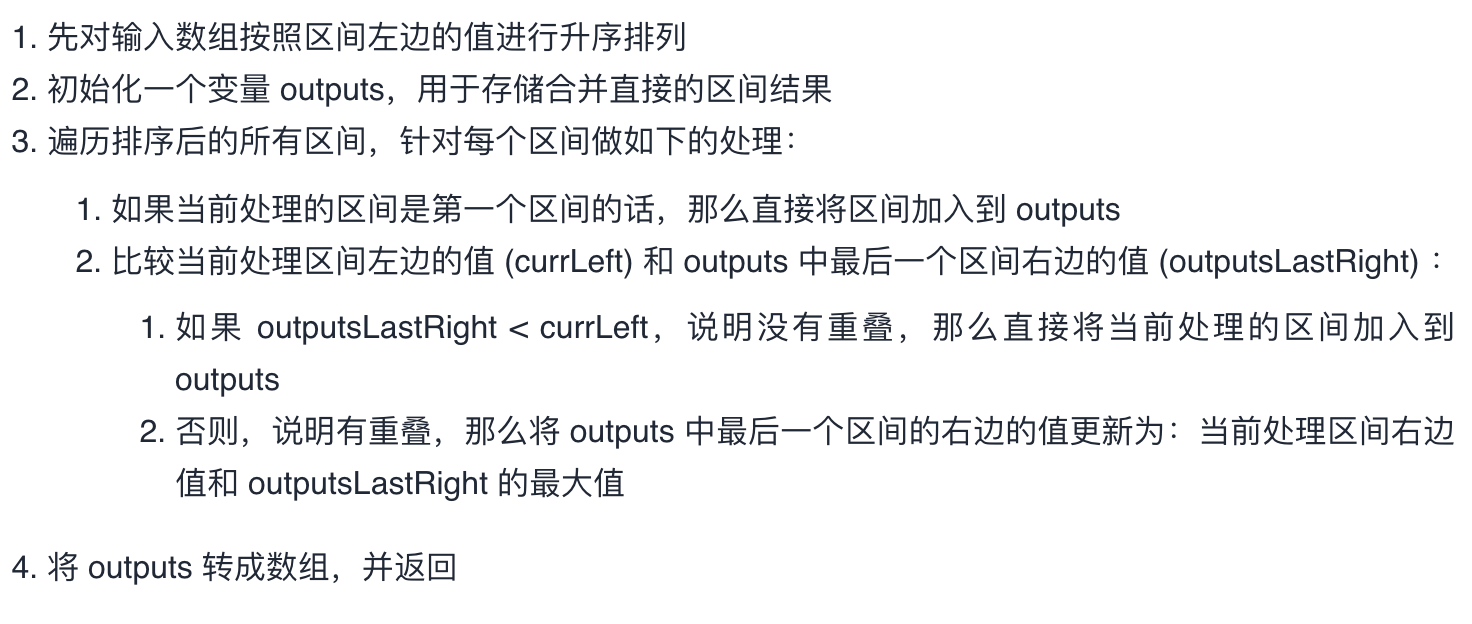 1. 先对输入数组按照区间左边的值进行升序排列
2. 初始化一个变量 outputs，用于存储合并直接的区间结果
3. 遍历排序后的所有区间，针对每个区间做如下的处理：
1. 如果当前处理的区间是第一个区间的话，那么直接将区间加入到 outputs
2. 比较当前处理区间左边的值 (currLeft) 和 outputs 中最后一个区间右边的值 (outputsLastRight)：
1. 如果 outputsLastRight < currLeft，说明没有重叠，那么直接将当前处理的区间加入到
outputs
2. 否则，说明有重叠，那么将 outputs 中最后一个区间的右边的值更新为：当前处理区间右边
值和 outputsLastRight 的最大值
4. 将 outputs 转成数组，并返回